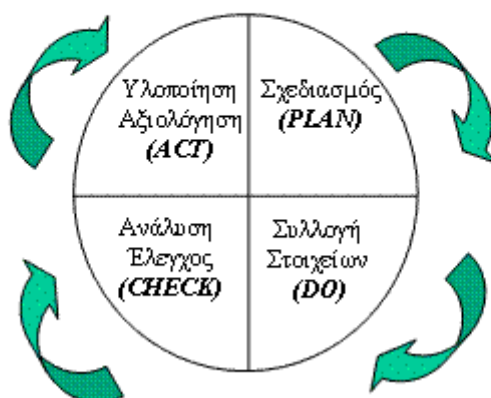 Υλοποίηση
Αξιολόγηση
(ACT)
Σχεδιασμός
(PLAN)
Ανάλυση
Έλεγχος
(CHECK)
Συλλογή
Στοιχείων
(DO)